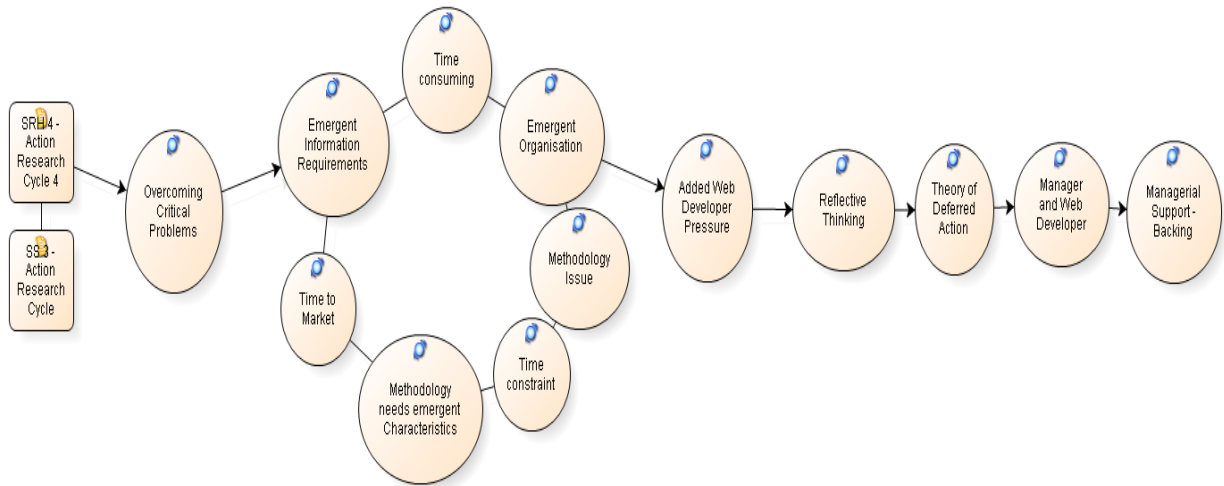 SRH 4 -
Action
Research
Cycle 4
SS 3 -
Action
Research
Cycle
Overcoming
Critical
Problems
Emergent
Information
Requirements
Time
consuming
Emergent
Organisation
Methodology
Issue
Time
constraint
Methodology
needs emergent
Characteristics
Time to
Market
Added Web
Developer
Pressure
Reflective
Thinking
Theory of
Deferred
Action
Manager
and Web
Developer
Managerial
Support-
Backing